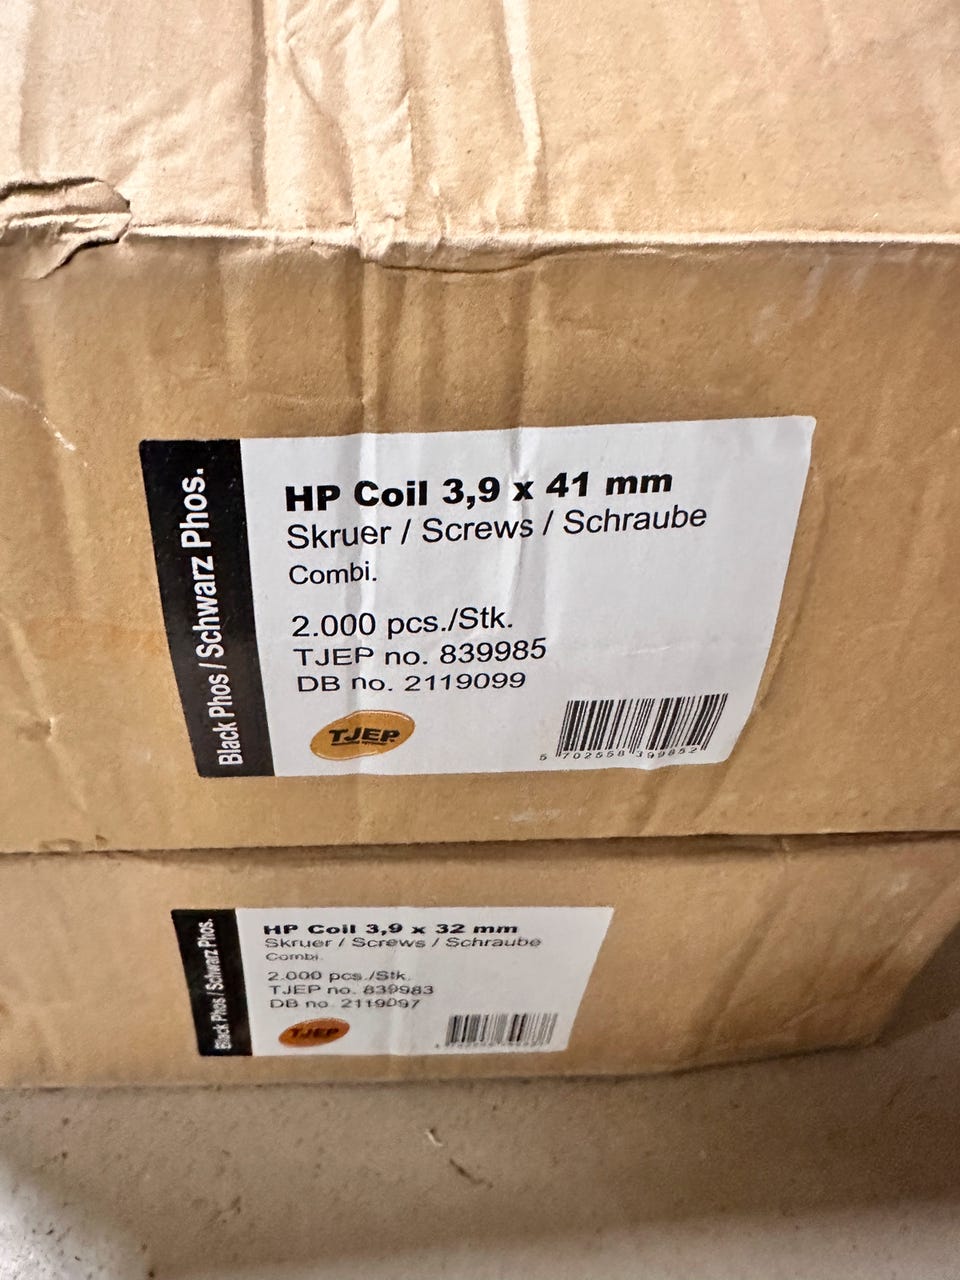 Black Phos / Schwarz Phos.
HP Coil 3,9 x 41 mm
Skruer / Screws / Schraube
Combi.
2.000 pcs./Stk.
TJEP no. 839985
DB no. 2119099
TJEP
5 702558 399852
Black Phos / Schwarz Phos.
HP Coil 3,9 x 32 mm
Skruer / Screws / Schraube
Combi.
2.000 pcs./Stk.
TJEP no. 839983
DB no. 2119097
TJEP